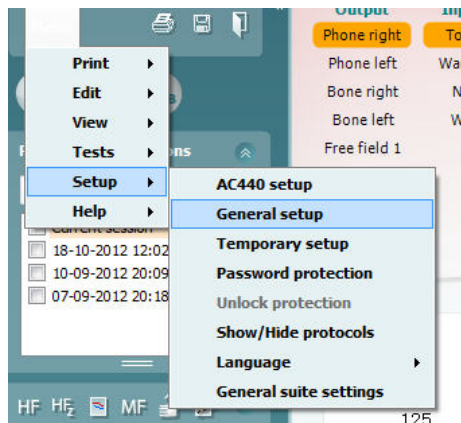 Output
Phone right
Phone left
Bone right
Bone left
Free field 1
Print
Edit
View
Tests
Setup
Help
AC440 setup
General setup
Temporary setup
Password protection
Unlock protection
Show/Hide protocols
Language
General suite settings
Current session
18-10-2012 12:02
10-09-2012 20:09
07-09-2012 20:18
HF HFz MF
125